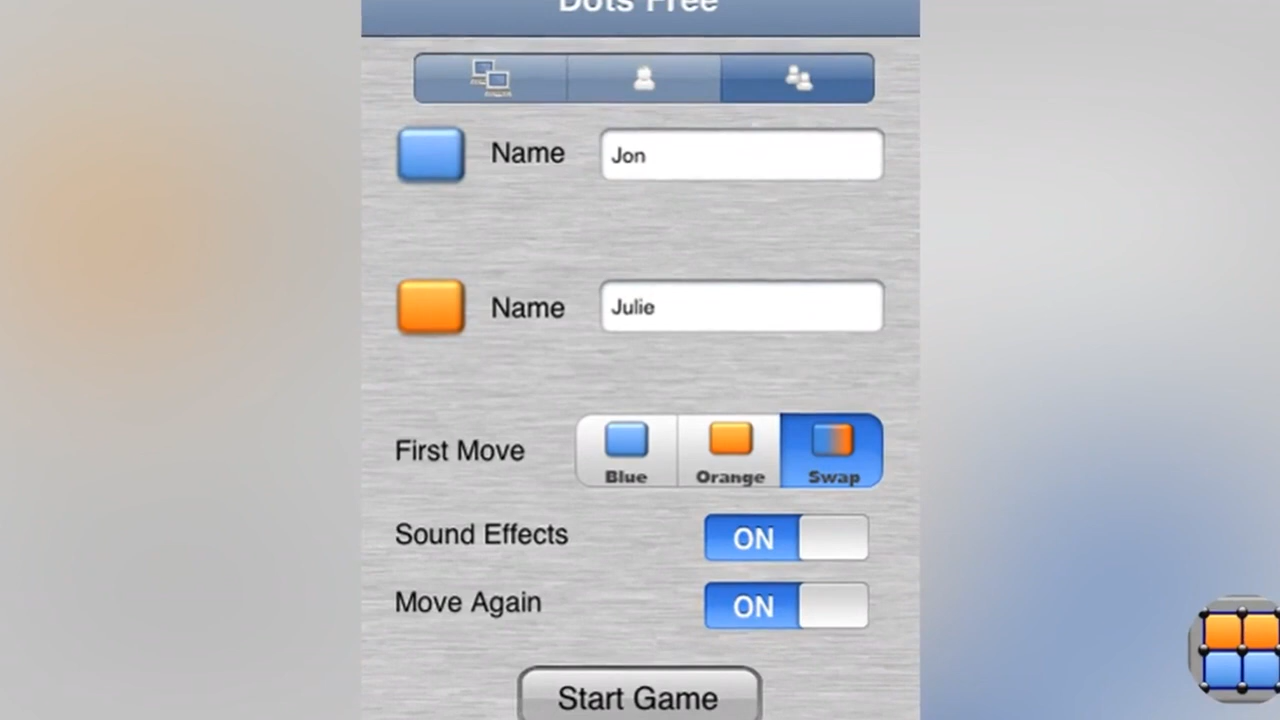 Dots Free
Name Jon
Name Julie
First Move Blue Orange Swap
Sound Effects ON
Move Again ON
Start Game